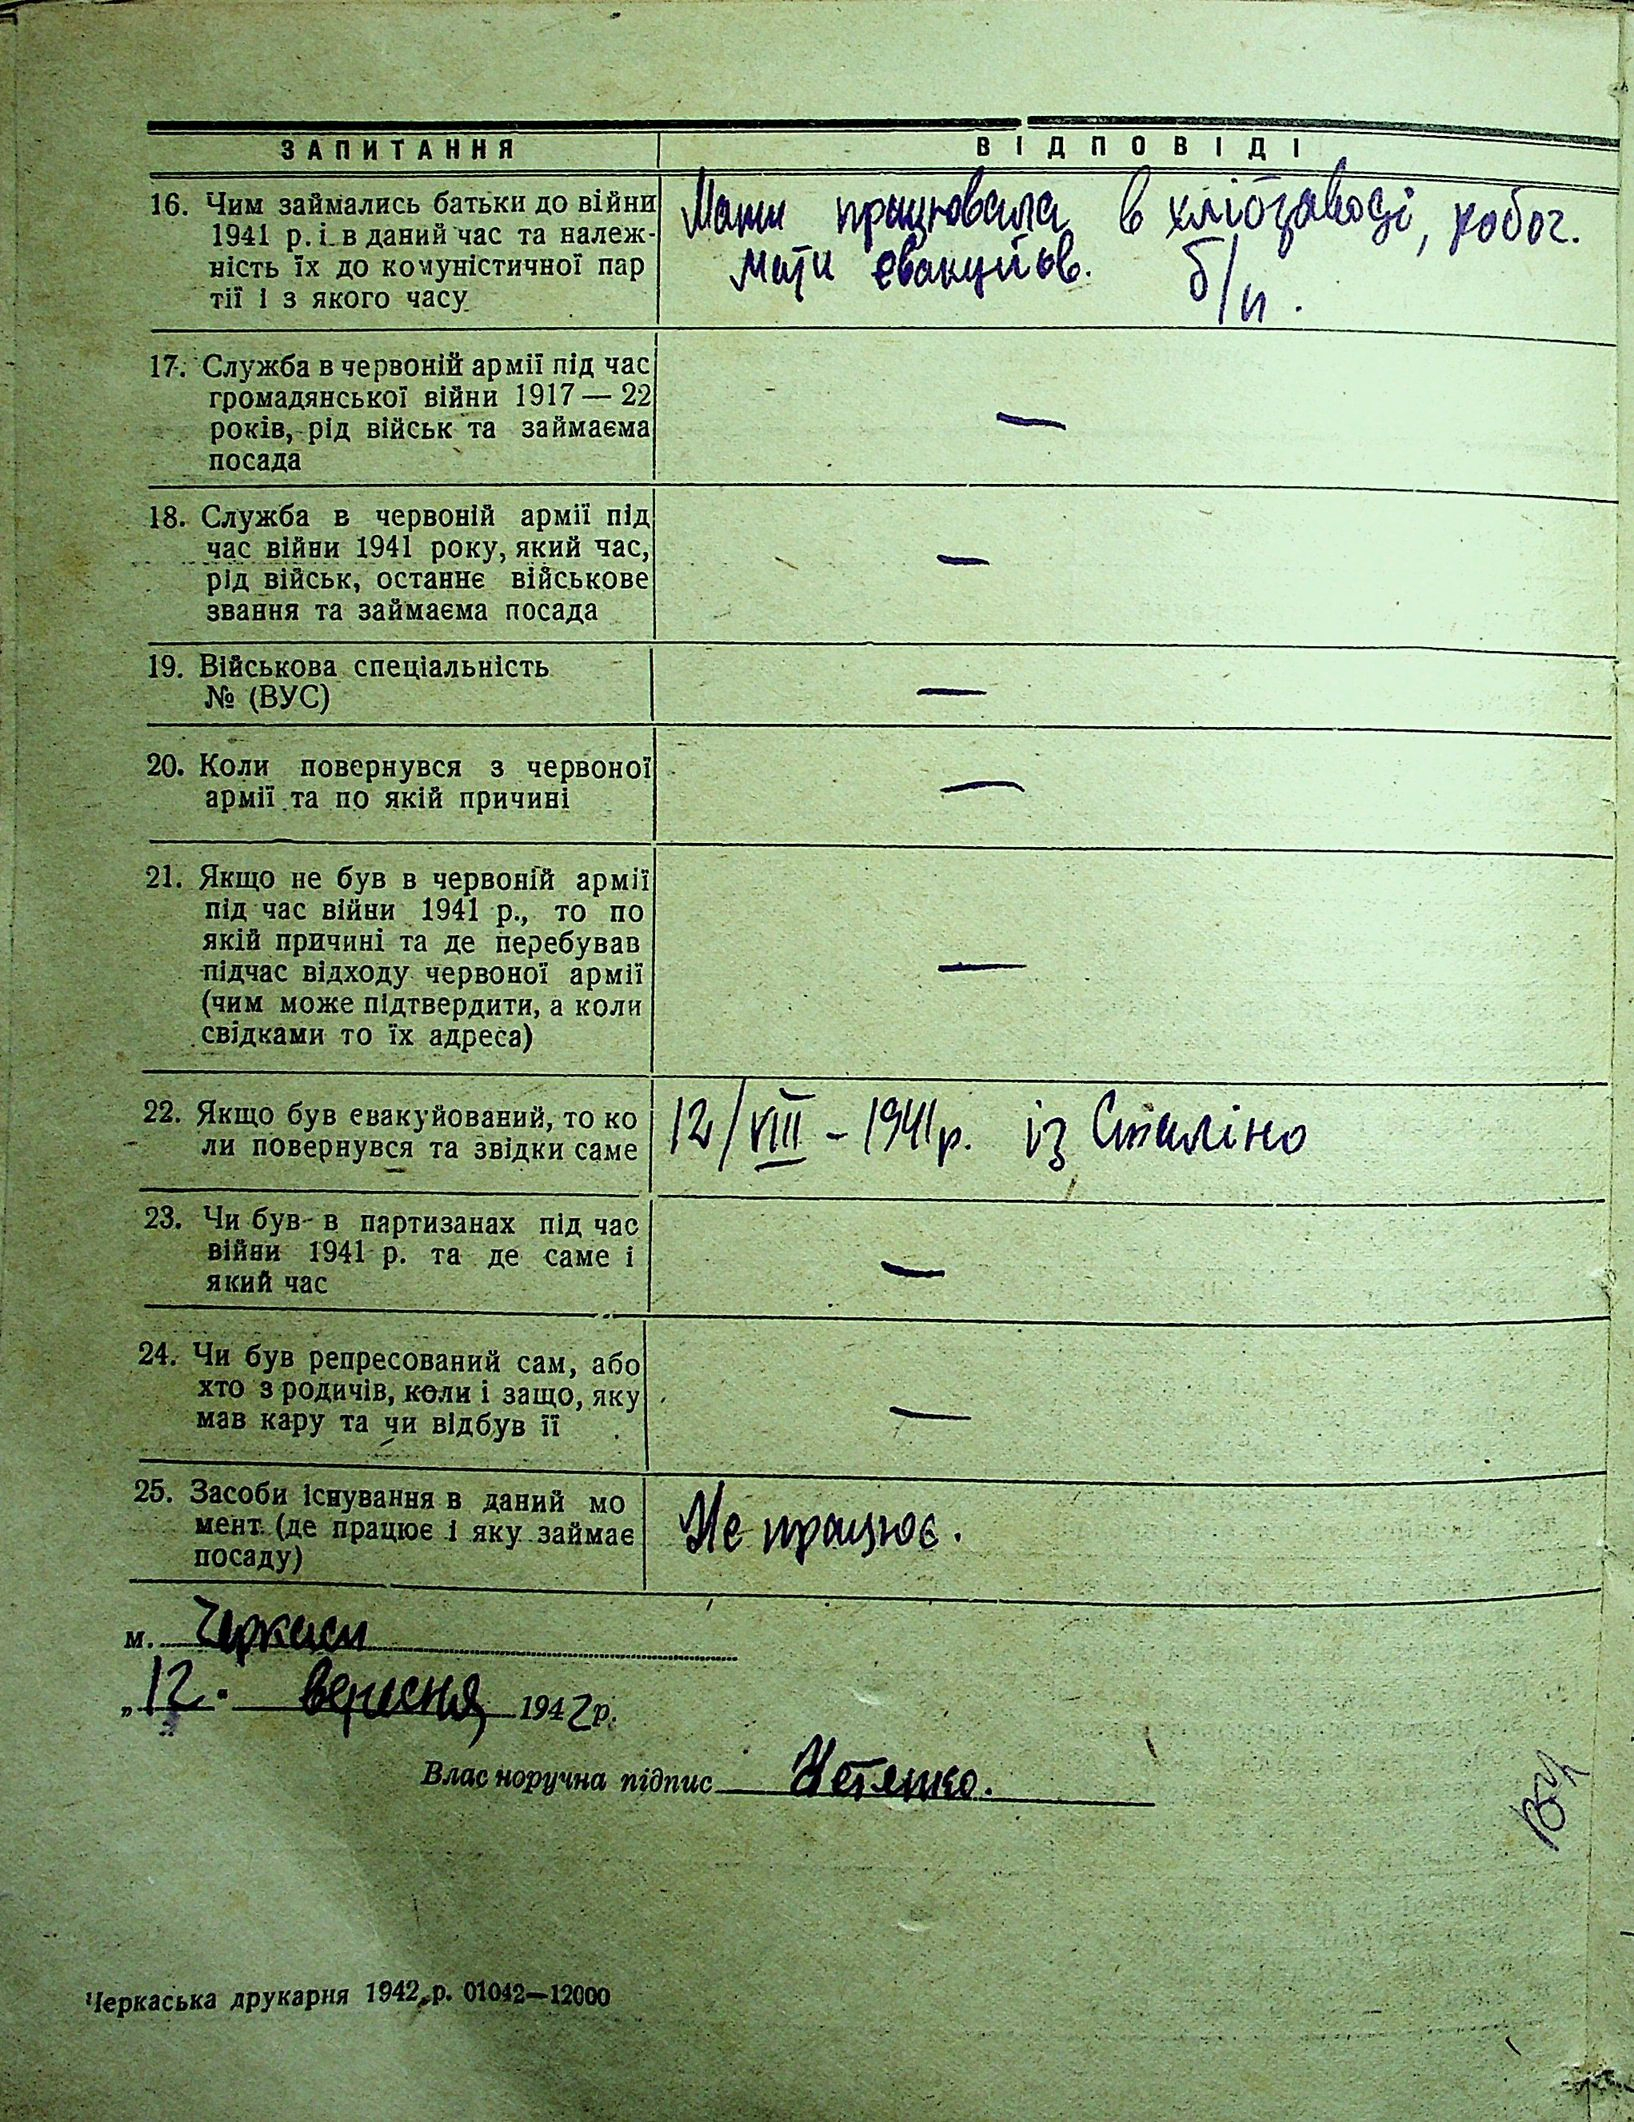 ЗАПИТАННЯ ВІДПОВІДІ
16. Чим займались батьки до війни
1941 р. і в даний час та належ-
ність їх до комуністичної пар
тії і з якого часу
Мати працювала в хлібзаводі, робоч.
мати евакуйов. б/п.
17. Служба в червоній армії під час
громадянської війни 1917 — 22
років, рід військ та займаєма
посада
—
18. Служба в червоній армії під
час війни 1941 року, який час,
рід військ, останнє військове
звання та займаєма посада
—
19. Військова спеціальність
№ (ВУС)
—
20. Коли повернувся з червоної
армії та по якій причині
—
21. Якщо не був в червоній армії
під час війни 1941 р., то по
якій причині та де перебував
підчас відходу червоної армії
(чим може підтвердити, а коли
свідками то їх адреса)
—
22. Якщо був евакуйований, то ко
ли повернувся та звідки саме
12/VIII - 1941 р. із Сталіно
23. Чи був в партизанах під час
війни 1941 р. та де саме і
який час
—
24. Чи був репресований сам, або
хто з родичів, коли і защо, яку
мав кару та чи відбув її
—
25. Засоби існування в даний мо
мент (де працює і яку займає
посаду)
Не працює.
м. Черкаси
„12. вересня 1942 р.
Влас норучна підпис
Черкаська друкарня 1942 р. 01042—12000